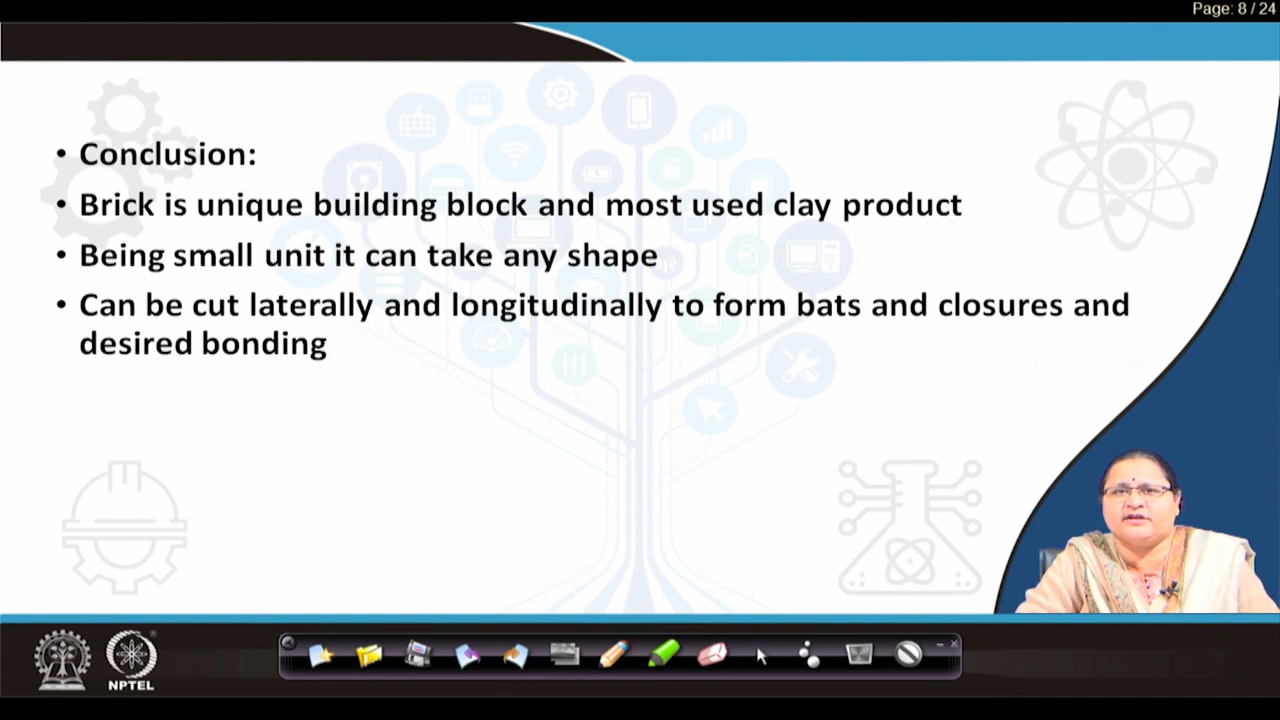 Page: 8 / 24
• Conclusion:
• Brick is unique building block and most used clay product
• Being small unit it can take any shape
• Can be cut laterally and longitudinally to form bats and closures and
desired bonding
NPTEL